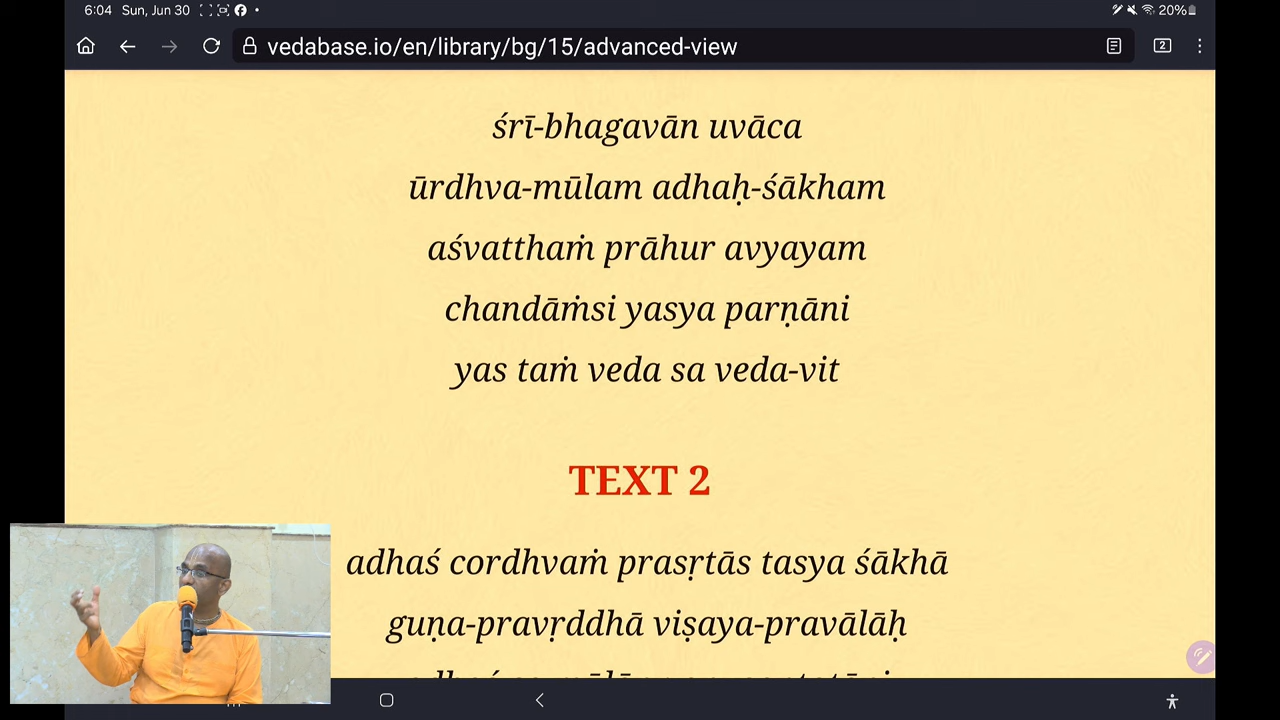 6:04 Sun, Jun 30 20%
vedabase.io/en/library/bg/15/advanced-view 2
śrī-bhagavān uvāca
ūrdhva-mūlam adhaḥ-śākham
aśvatthaṁ prāhur avyayam
chandāṁsi yasya parṇāni
yas taṁ veda sa veda-vit
TEXT 2
adhaś cordhvaṁ prasṛtās tasya śākhā
guṇa-pravṛddhā viṣaya-pravālāḥ